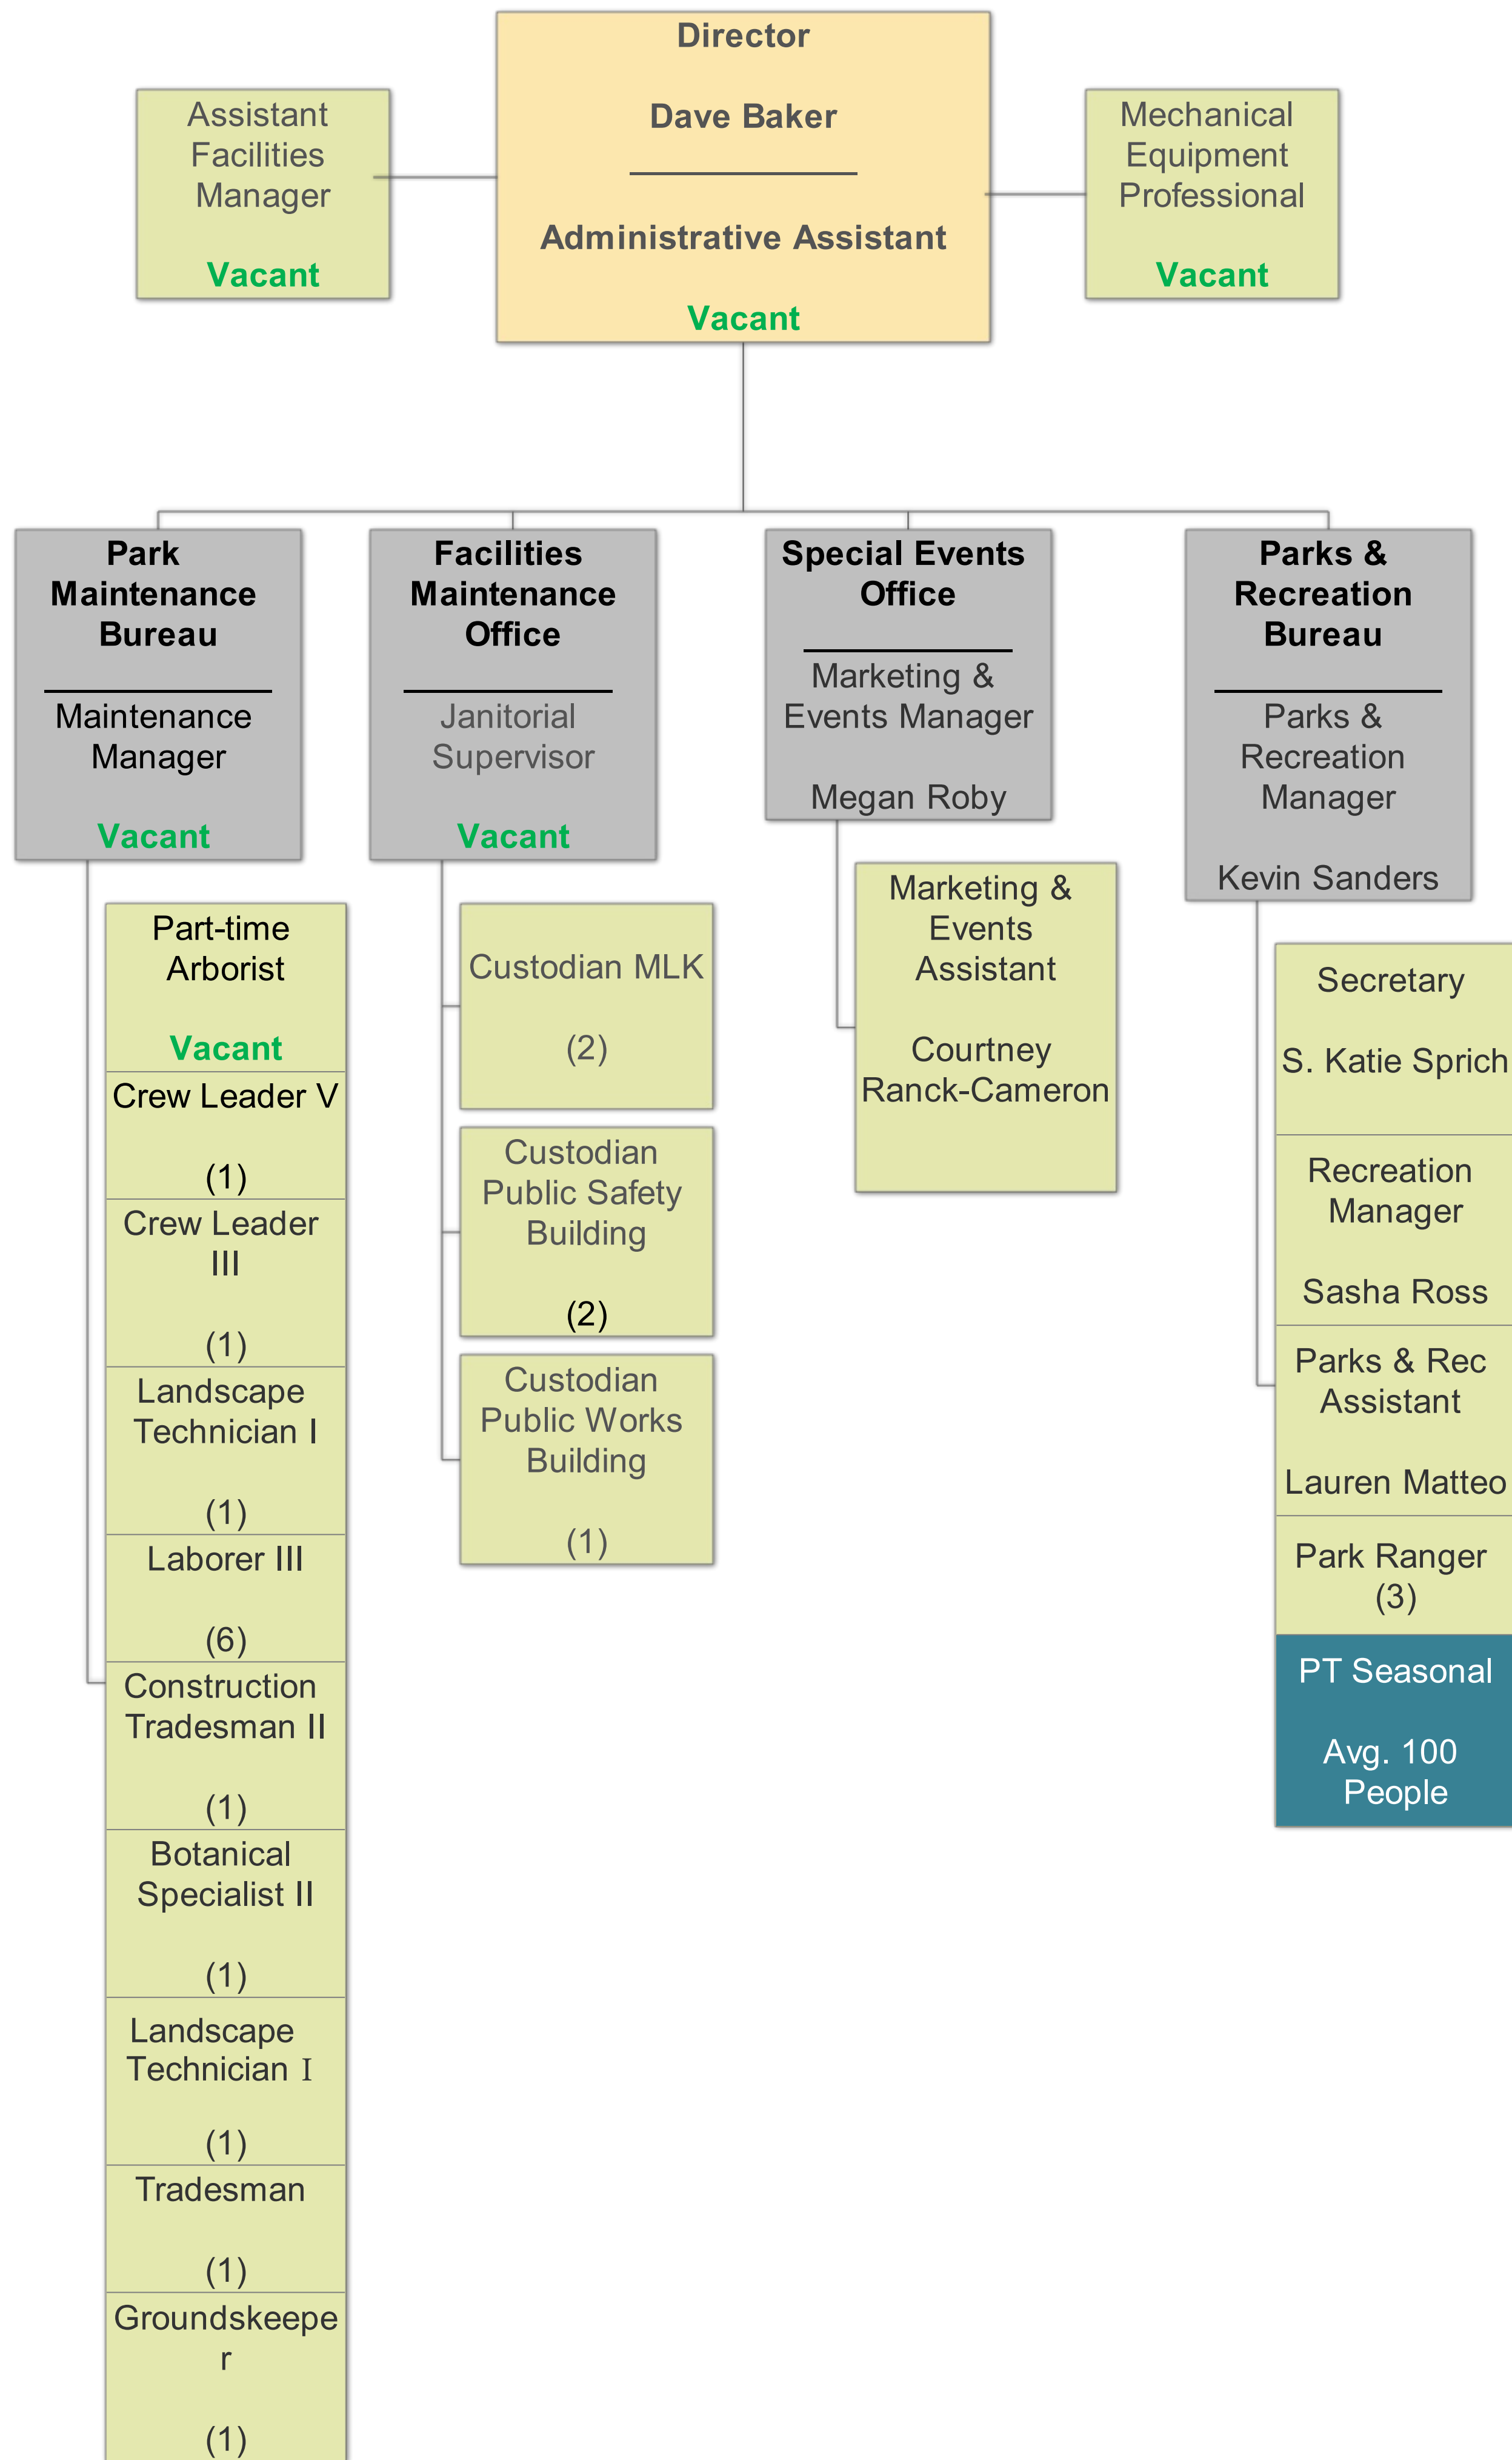 Director
Dave Baker
Administrative Assistant
Vacant
Assistant
Facilities
Manager
Vacant
Mechanical
Equipment
Professional
Vacant
Park
Maintenance
Bureau
Maintenance
Manager
Vacant
Part-time
Arborist
Vacant
Crew Leader V
(1)
Crew Leader
III
(1)
Landscape
Technician I
(1)
Laborer III
(6)
Construction
Tradesman II
(1)
Botanical
Specialist II
(1)
Landscape
Technician I
(1)
Tradesman
(1)
Groundskeepe
r
(1)
Facilities
Maintenance
Office
Janitorial
Supervisor
Vacant
Custodian MLK
(2)
Custodian
Public Safety
Building
(2)
Custodian
Public Works
Building
(1)
Special Events
Office
Marketing &
Events Manager
Megan Roby
Marketing &
Events
Assistant
Courtney
Ranck-Cameron
Parks &
Recreation
Bureau
Parks &
Recreation
Manager
Kevin Sanders
Secretary
S. Katie Sprich
Recreation
Manager
Sasha Ross
Parks & Rec
Assistant
Lauren Matteo
Park Ranger
(3)
PT Seasonal
Avg. 100
People